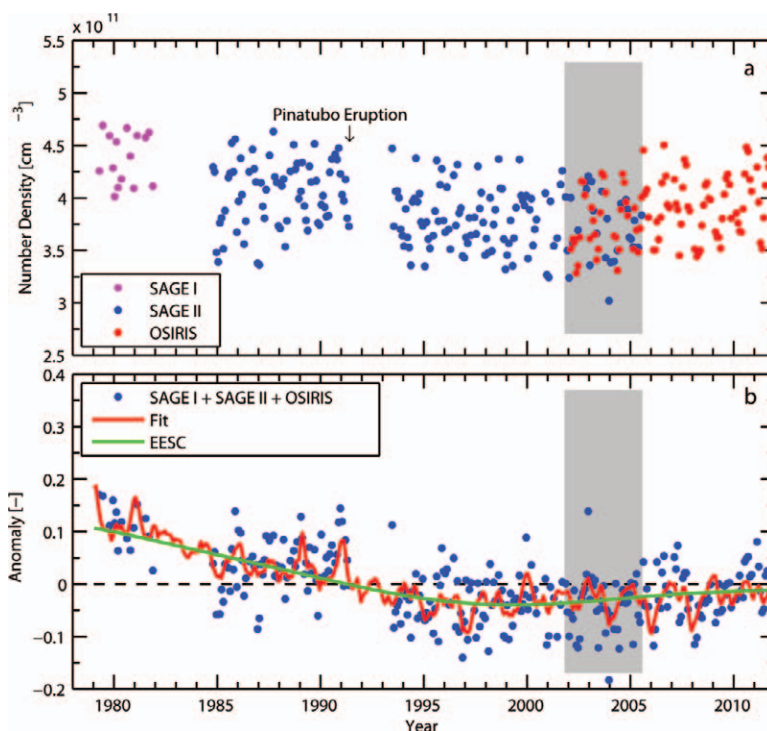 x 10 11
5.5
a
5
Pinatubo Eruption
4.5
4
3.5
3
2.5
Number Density [cm -3]
SAGE I
SAGE II
OSIRIS
0.4
b
SAGE I + SAGE II + OSIRIS
Fit
EESC
0.3
0.2
0.1
0
−0.1
−0.2
Anomaly [-]
1980 1985 1990 1995 2000 2005 2010
Year